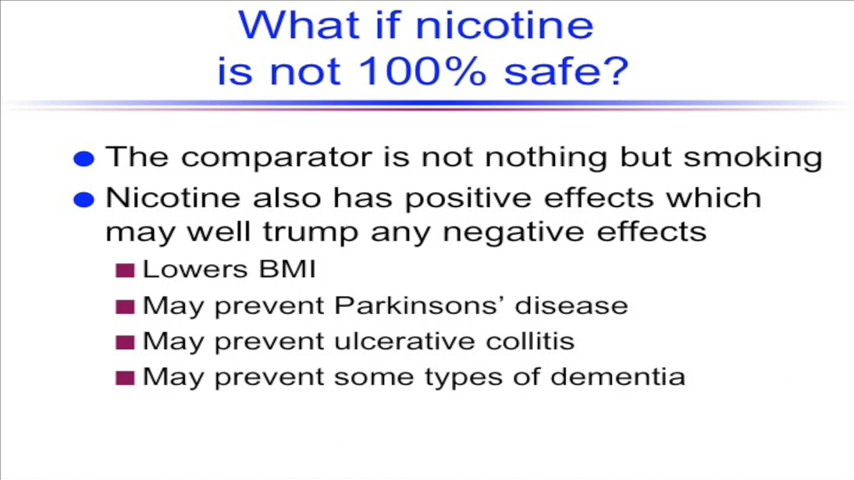 What if nicotine
is not 100% safe?
The comparator is not nothing but smoking
Nicotine also has positive effects which
may well trump any negative effects
Lowers BMI
May prevent Parkinsons’ disease
May prevent ulcerative collitis
May prevent some types of dementia